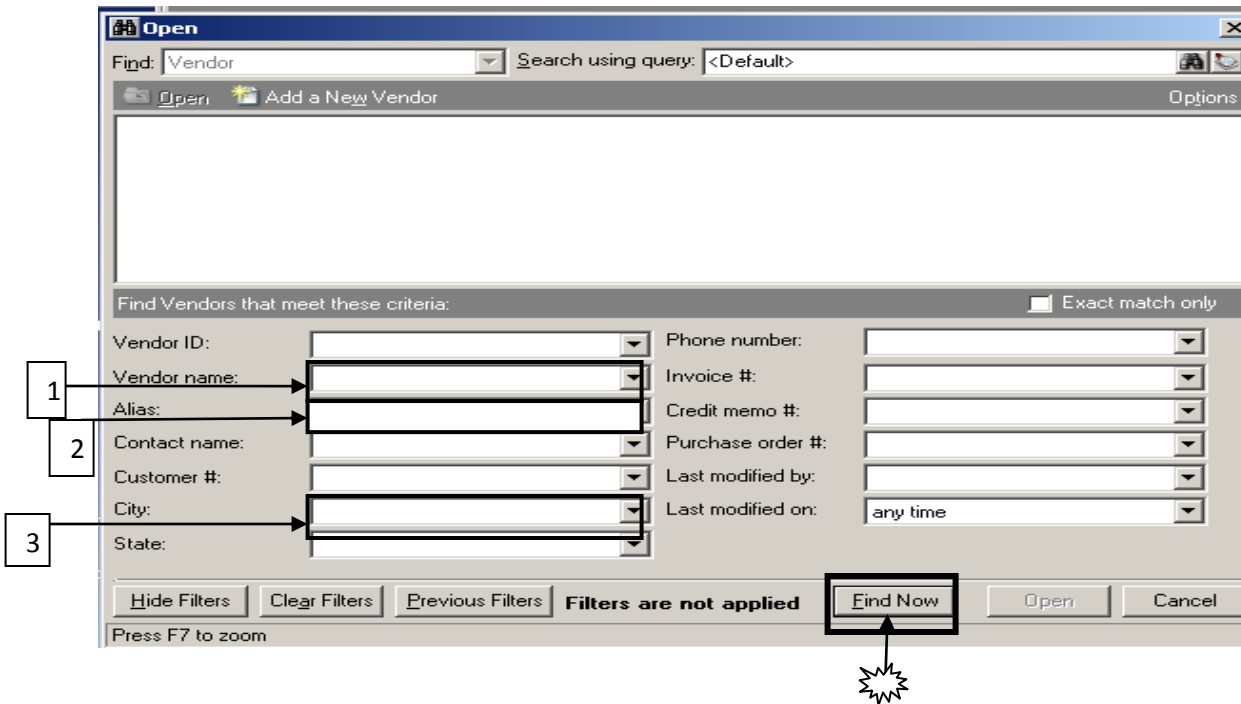 Open
Find: Vendor Search using query: <Default>
Open Add a New Vendor Options
Find Vendors that meet these criteria: Exact match only
Vendor ID: Phone number:
1 Vendor name: Invoice #:
Alias: Credit memo #:
2 Contact name: Purchase order #:
Customer #: Last modified by:
City: Last modified on: any time
3 State:
Hide Filters Clear Filters Previous Filters Filters are not applied Find Now Open Cancel
Press F7 to zoom